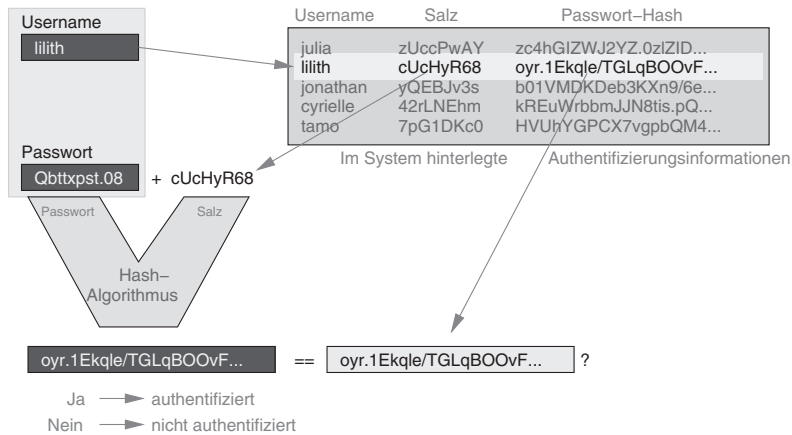 Username Salz Passwort-Hash
Username
lilith
julia zUccPwAY zc4hGIZWJ2YZ.0zlZID...
lilith cUcHyR68 oyr.1Ekqle/TGLqBOOvF...
jonathan yQEBJv3s b01VMDKDeb3KXn9/6e...
cyrielle 42rLNEhm kREuWrbbmJJN8tis.pQ...
tamo 7pG1DKc0 HVUhYGPCX7vgpbQM4...
Im System hinterlegte Authentifizierungsinformationen
Passwort
Qbttxpst.08 + cUcHyR68
Passwort Salz
Hash-
Algorithmus
oyr.1Ekqle/TGLqBOOvF... == oyr.1Ekqle/TGLqBOOvF... ?
Ja authentifiziert
Nein nicht authentifiziert